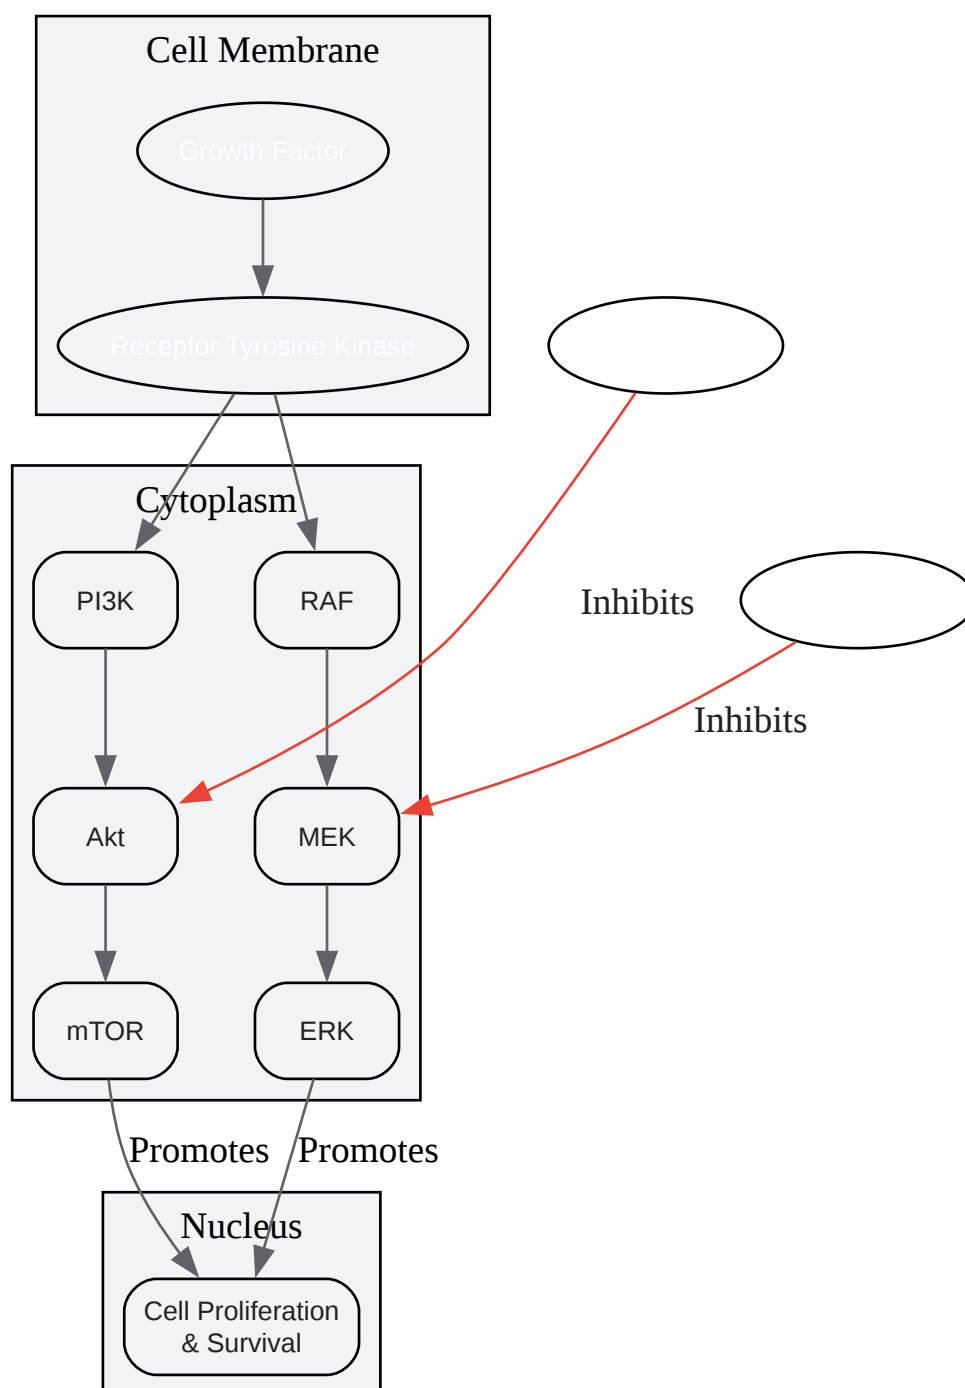 Cell Membrane
Growth Factor
Receptor Tyrosine Kinase
Cytoplasm
PI3K
RAF
Inhibits
Inhibits
Akt
MEK
mTOR
ERK
Promotes
Promotes
Nucleus
Cell Proliferation
& Survival